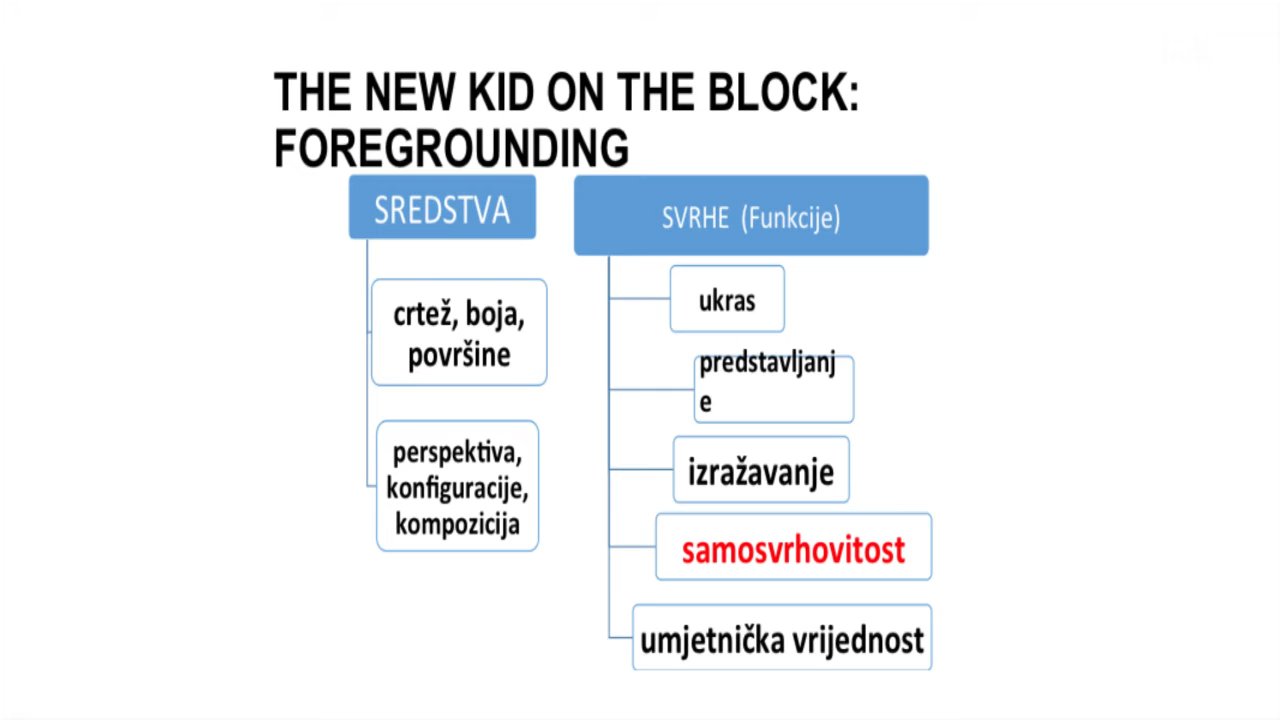 THE NEW KID ON THE BLOCK:
FOREGROUNDING
SREDSTVA
crtež, boja,
površine
perspektiva,
konfiguracije,
kompozicija
SVRHE (Funkcije)
ukras
predstavljanj
e
izražavanje
samosvrhovitost
umjetnička vrijednost